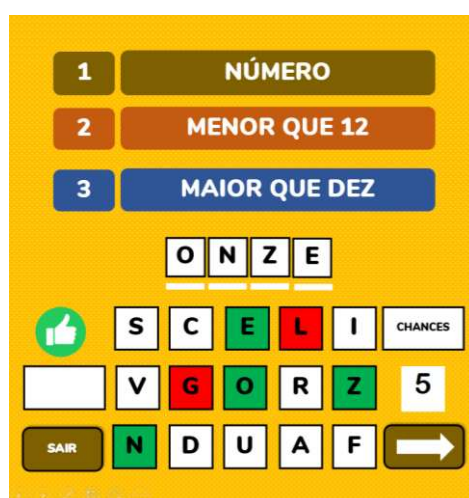 1 NÚMERO
2 MENOR QUE 12
3 MAIOR QUE DEZ
O N Z E
S C E L I CHANCES
V G O R Z 5
SAIR N D U A F